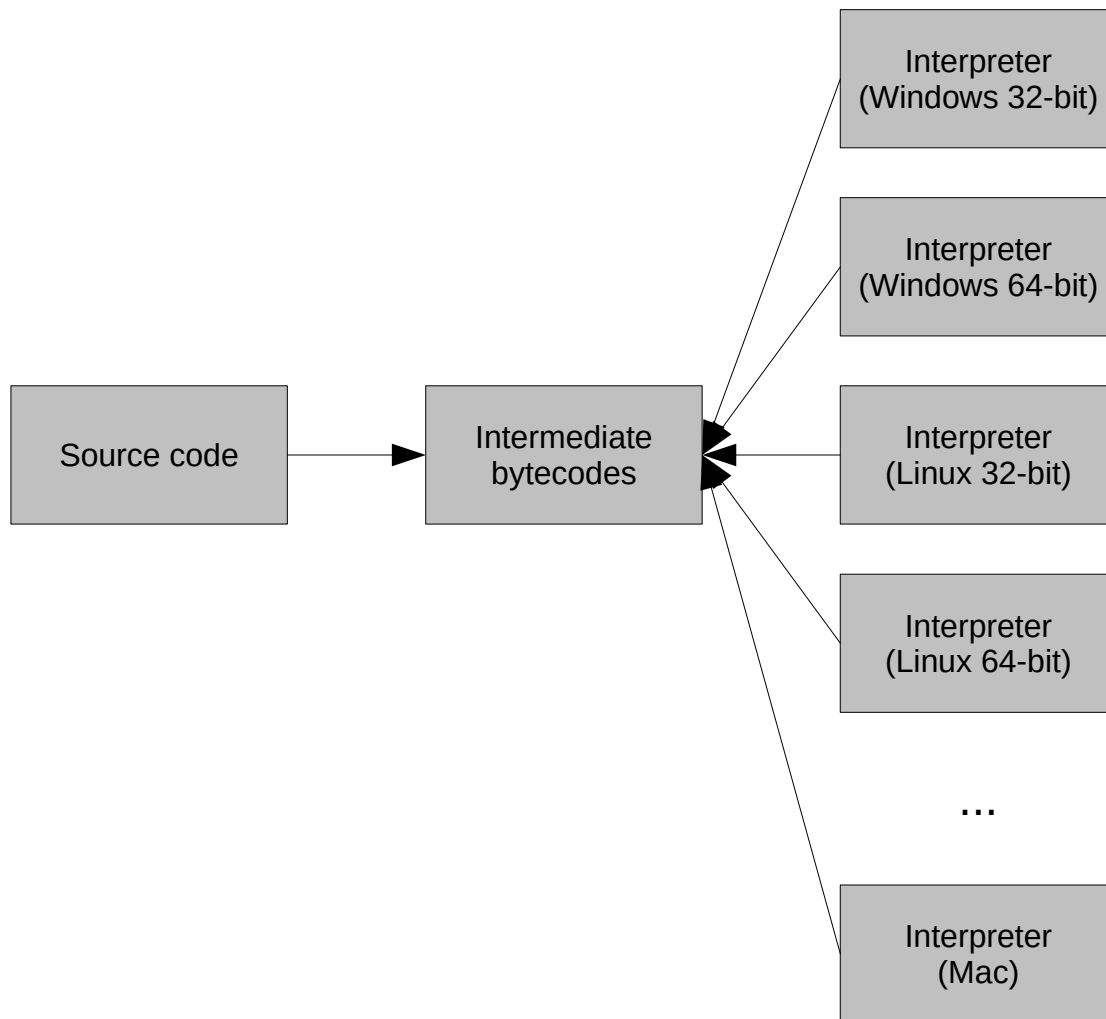 Interpreter
(Windows 32-bit)
Interpreter
(Windows 64-bit)
Source code
Intermediate
bytecodes
Interpreter
(Linux 32-bit)
Interpreter
(Linux 64-bit)
...
Interpreter
(Mac)